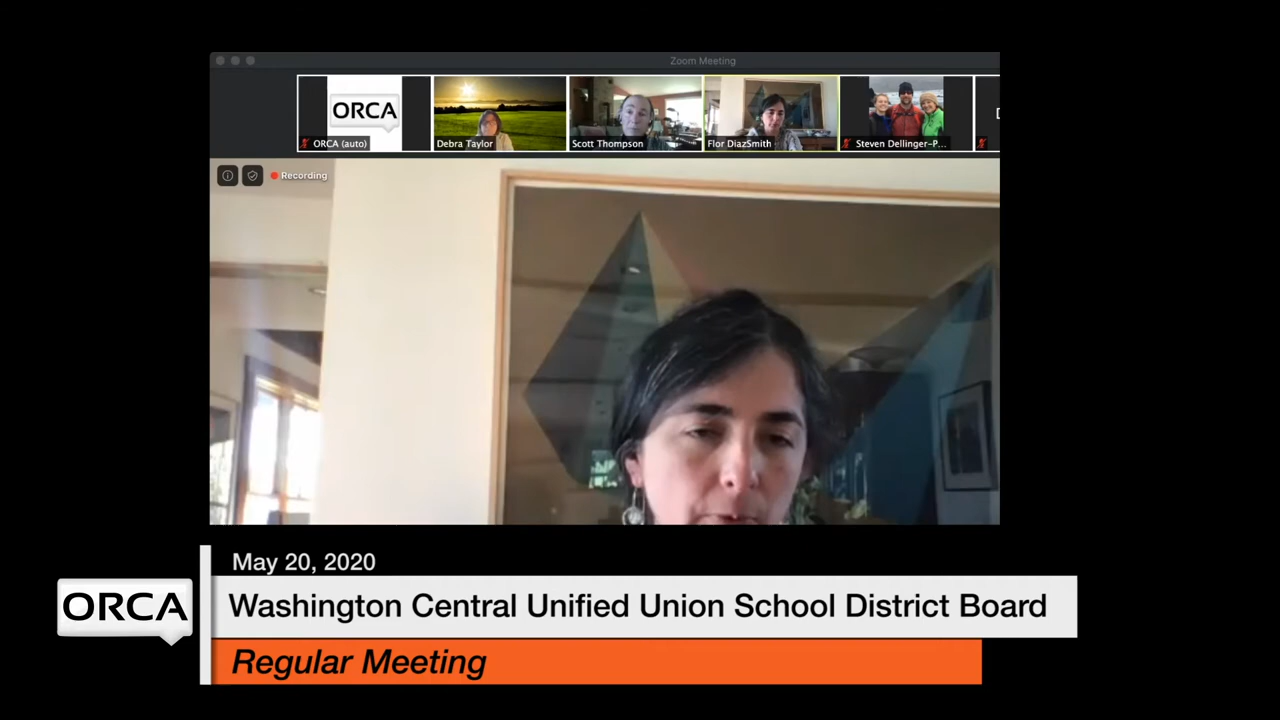 Zoom Meeting
ORCA
ORCA (auto)
Debra Taylor
Scott Thompson
Flor DiazSmith
Steven Dellinger-P...
Recording
May 20, 2020
ORCA
Washington Central Unified Union School District Board
Regular Meeting